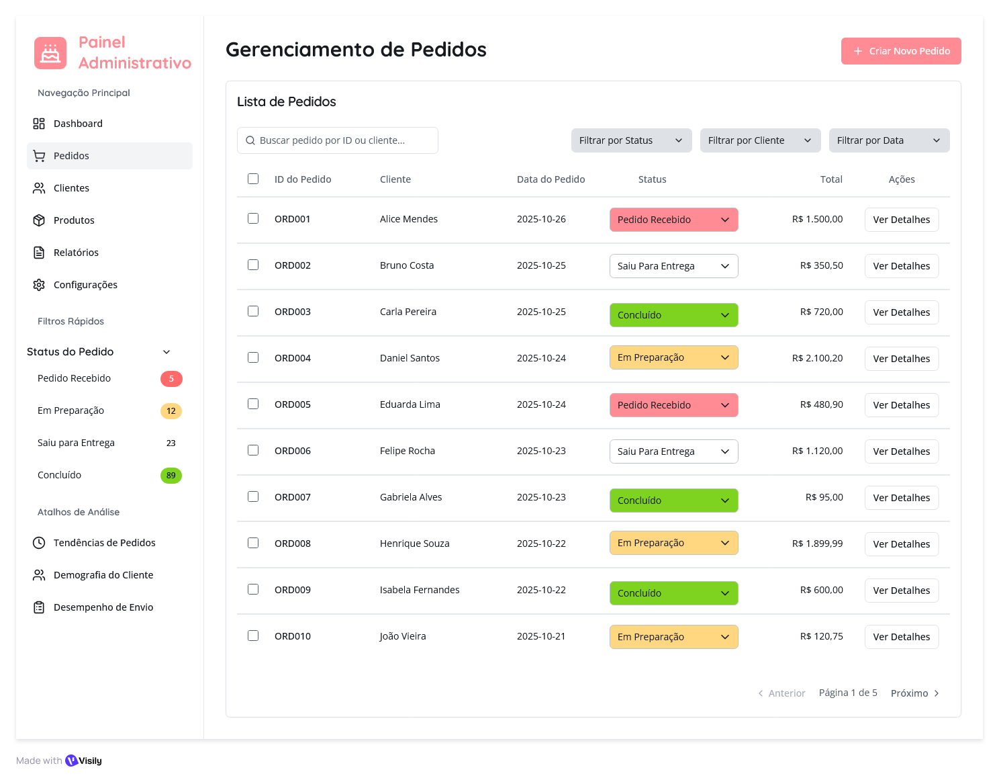 Painel
Administrativo
Navegação Principal
Dashboard
Pedidos
Clientes
Produtos
Relatórios
Configurações
Filtros Rápidos
Status do Pedido
Pedido Recebido 5
Em Preparação 12
Saiu para Entrega 23
Concluído 89
Atalhos de Análise
Tendências de Pedidos
Demografia do Cliente
Desempenho de Envio
Gerenciamento de Pedidos
Criar Novo Pedido
Lista de Pedidos
Buscar pedido por ID ou cliente...
Filtrar por Status
Filtrar por Cliente
Filtrar por Data
ID do Pedido Cliente Data do Pedido Status Total Ações
ORD001 Alice Mendes 2025-10-26 Pedido Recebido R$ 1.500,00 Ver Detalhes
ORD002 Bruno Costa 2025-10-25 Saiu Para Entrega R$ 350,50 Ver Detalhes
ORD003 Carla Pereira 2025-10-25 Concluído R$ 720,00 Ver Detalhes
ORD004 Daniel Santos 2025-10-24 Em Preparação R$ 2.100,20 Ver Detalhes
ORD005 Eduarda Lima 2025-10-24 Pedido Recebido R$ 480,90 Ver Detalhes
ORD006 Felipe Rocha 2025-10-23 Saiu Para Entrega R$ 1.120,00 Ver Detalhes
ORD007 Gabriela Alves 2025-10-23 Concluído R$ 95,00 Ver Detalhes
ORD008 Henrique Souza 2025-10-22 Em Preparação R$ 1.899,99 Ver Detalhes
ORD009 Isabela Fernandes 2025-10-22 Concluído R$ 600,00 Ver Detalhes
ORD010 João Vieira 2025-10-21 Em Preparação R$ 120,75 Ver Detalhes
Anterior Página 1 de 5 Próximo
Made with Visily